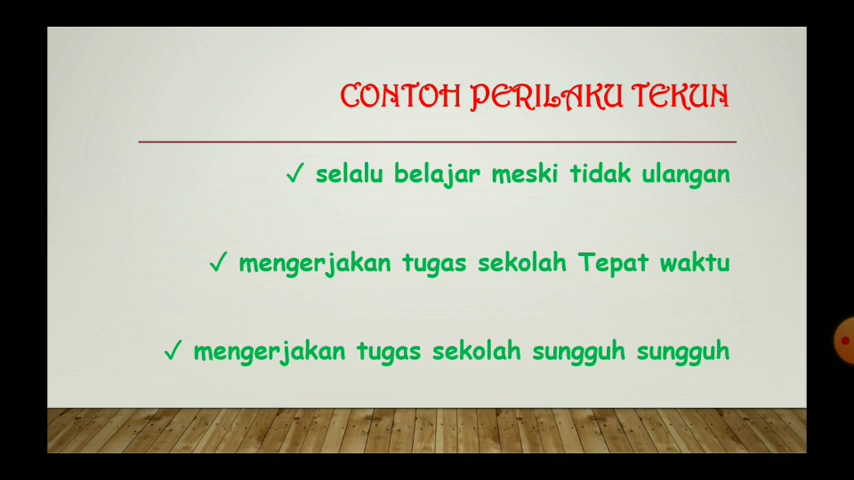 CONTOH PERILAKU TEKUN
✓ selalu belajar meski tidak ulangan
✓ mengerjakan tugas sekolah Tepat waktu
✓ mengerjakan tugas sekolah sungguh sungguh